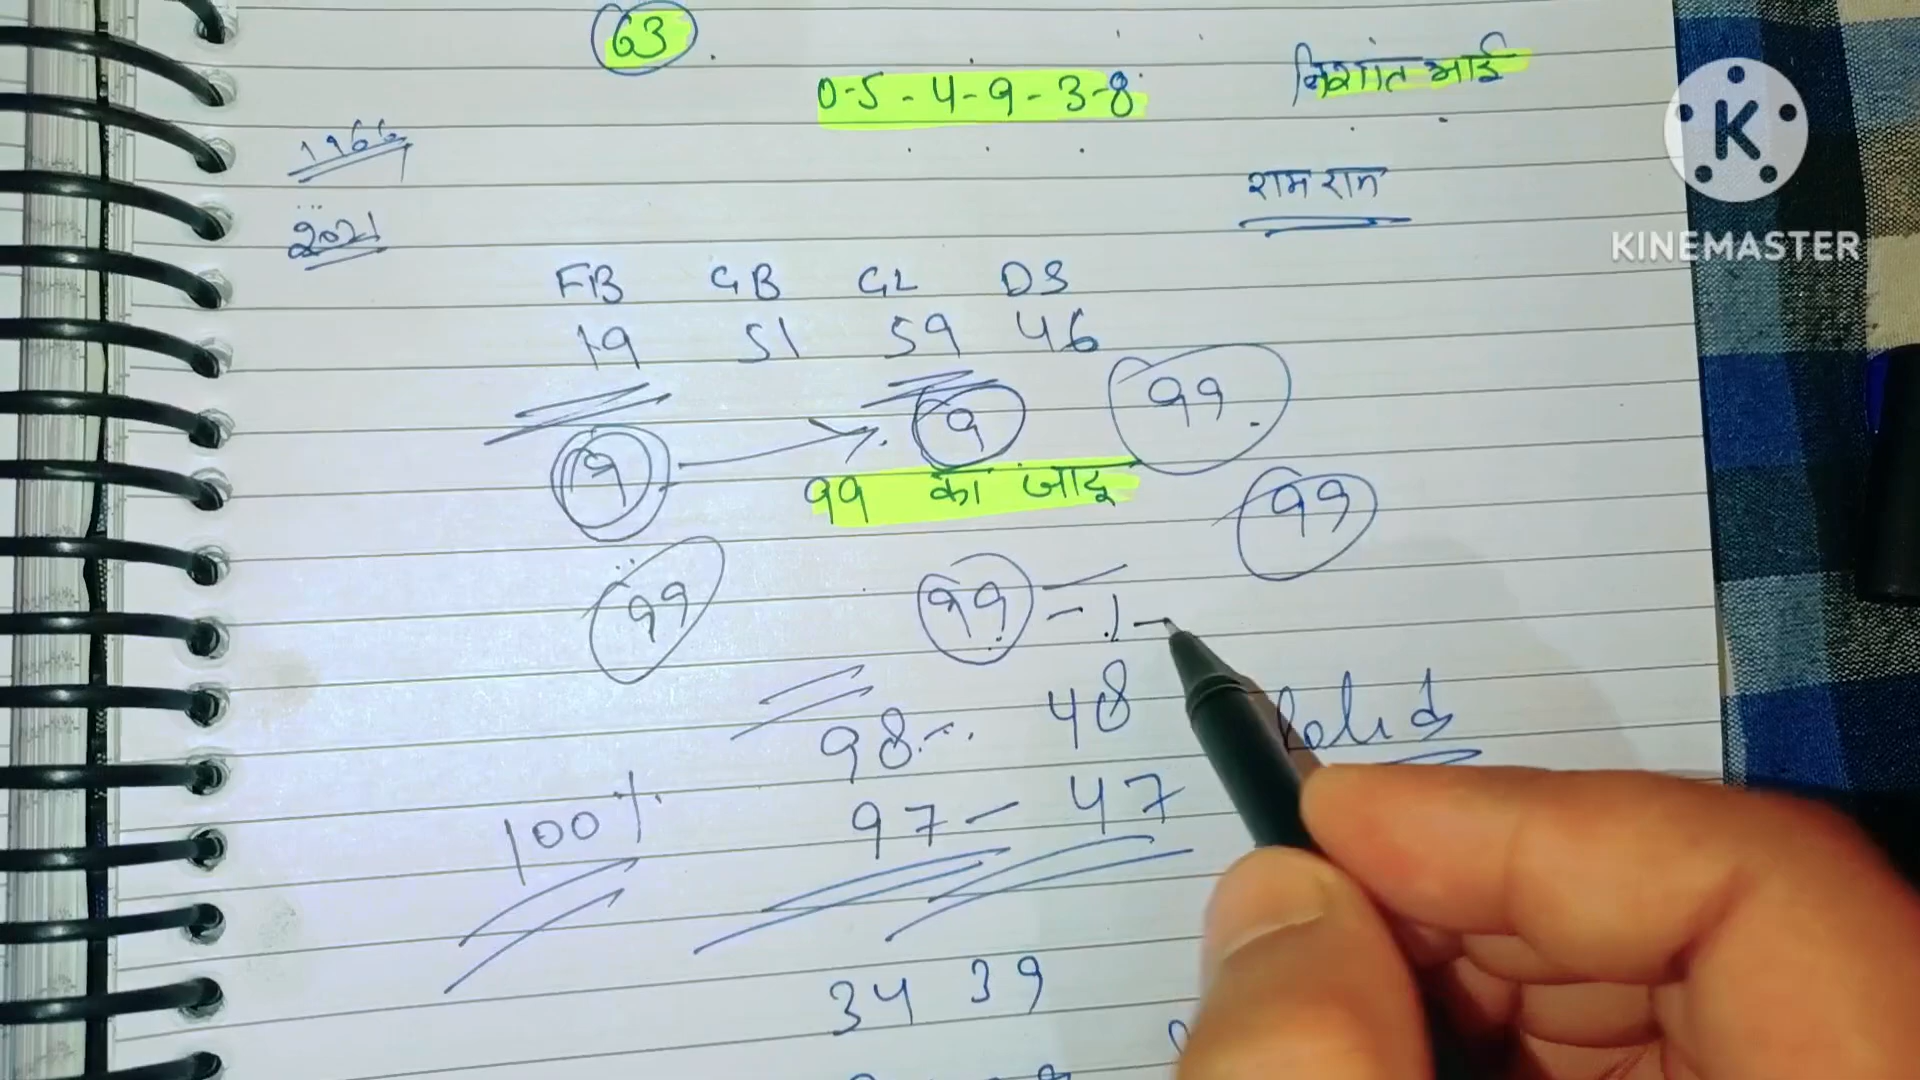 63
0-5-4-9-3-8
निशांत भाई
K
KINEMASTER
1966
2021
राम राम
FB GB GL DS
19 51 59 46
9 9 99
99 का जादू
99
99 99 - 1 -
98 - 48
97 - 47
100%
34 39